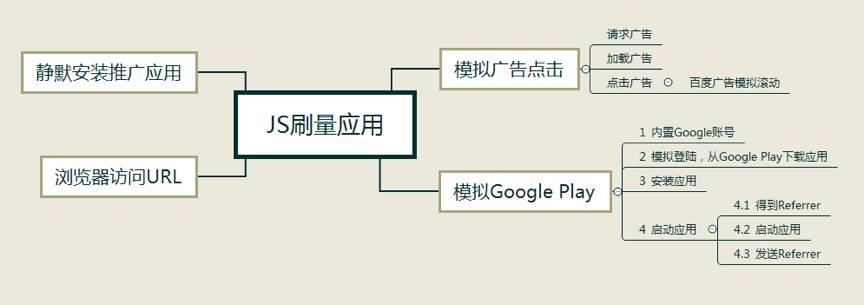 静默安装推广应用
浏览器访问URL
JS刷量应用
模拟广告点击
请求广告
加载广告
点击广告
百度广告模拟滚动
模拟Google Play
1 内置Google账号
2 模拟登陆，从Google Play下载应用
3 安装应用
4 启动应用
4.1 得到Referrer
4.2 启动应用
4.3 发送Referrer